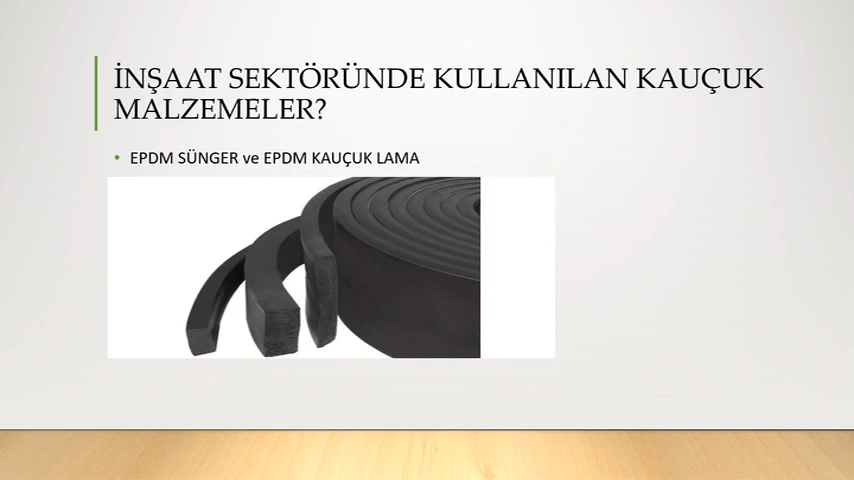 İNŞAAT SEKTÖRÜNDE KULLANILAN KAUÇUK
MALZEMELER?
• EPDM SÜNGER ve EPDM KAUÇUK LAMA